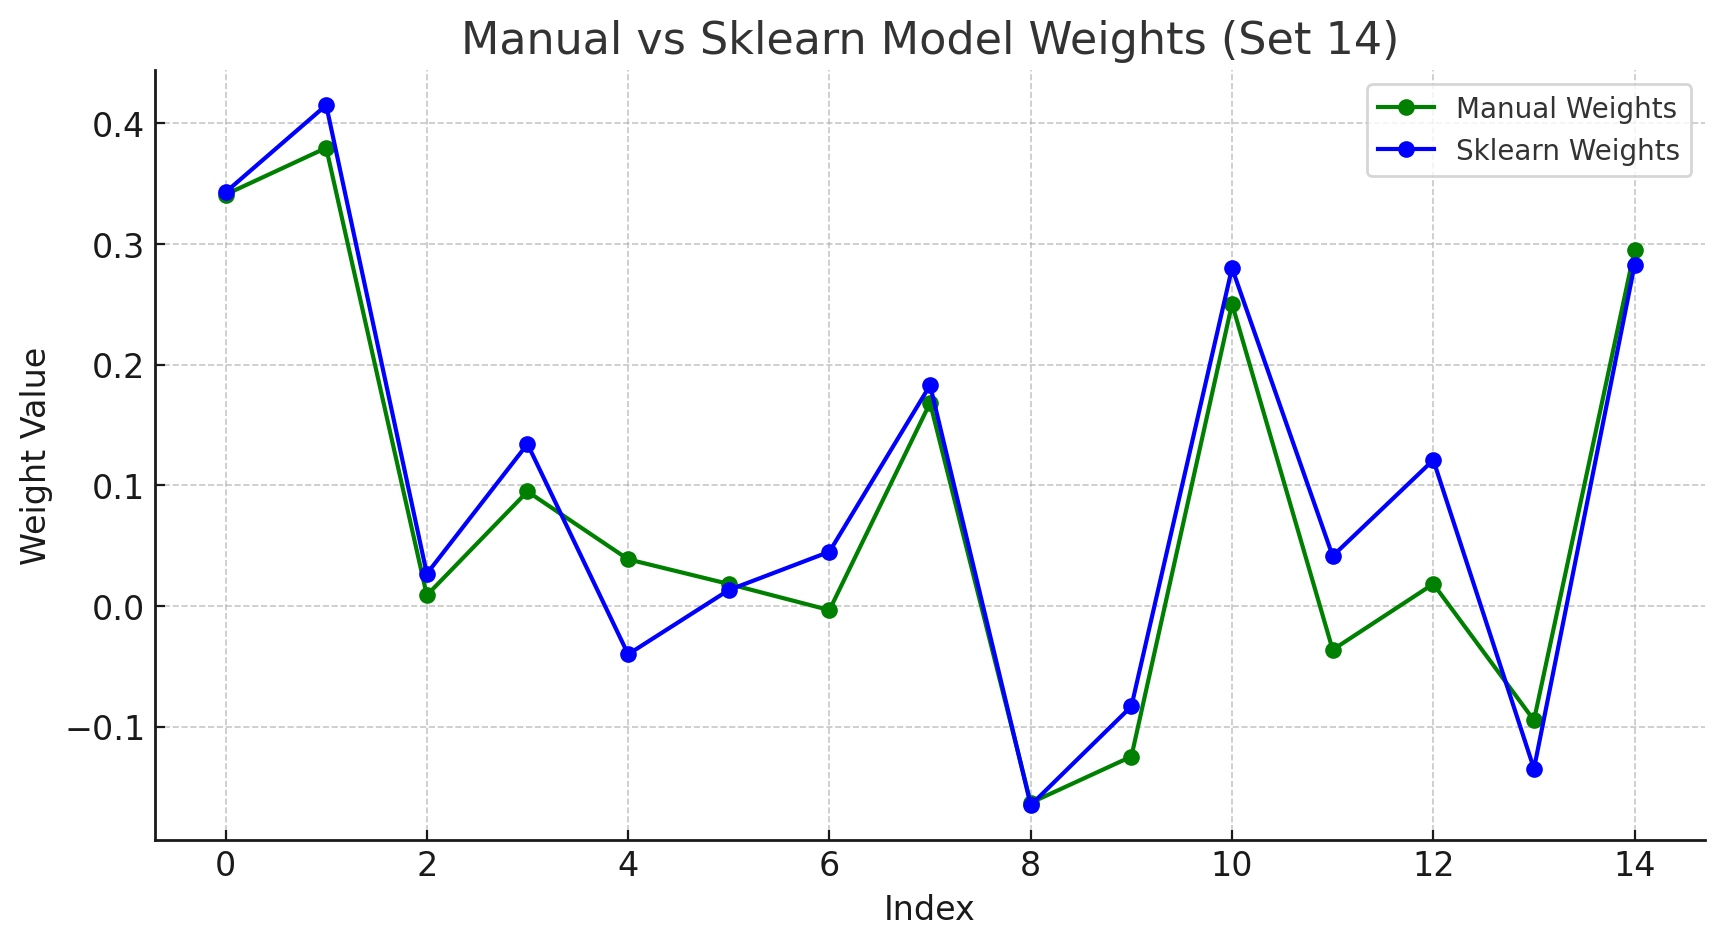 Manual vs Sklearn Model Weights (Set 14)
Manual Weights
Sklearn Weights
Weight Value
0.4
0.3
0.2
0.1
0.0
−0.1
0 2 4 6 8 10 12 14
Index